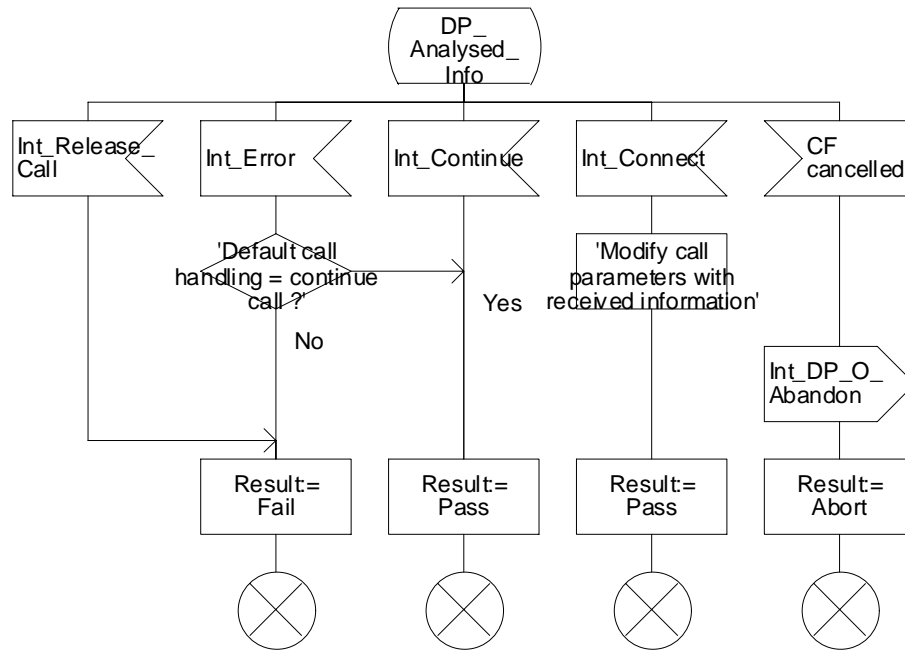 DP_
Analysed_
Info
Int_Release_
Call
Int_Error
Int_Continue
Int_Connect
CF
cancelled
'Default call
handling = continue
call ?'
'Modify call
parameters with
received information'
Yes
No
Int_DP_O_
Abandon
Result:=
Fail
Result:=
Pass
Result:=
Pass
Result:=
Abort